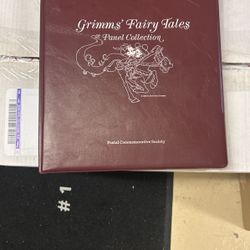 Grimms' Fairy Tales
Panel Collection
Postal Commemorative Society
# 1